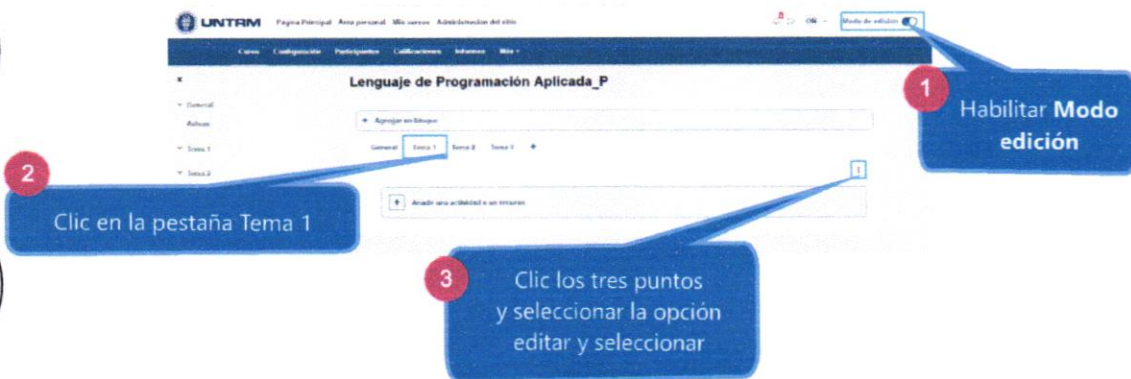 UNTRM Página Principal Área personal Mis cursos Administración del sitio Modo de edición
Curso Configuración Participantes Calificaciones Informes Más
Lenguaje de Programación Aplicada_P
General
Avisos
Tema 1
Tema 2
+ Agregar un bloque
General Tema 1 Tema 2 Tema 3 +
+ Añadir una actividad o un recurso
1
Habilitar Modo
edición
2
Clic en la pestaña Tema 1
3
Clic los tres puntos
y seleccionar la opción
editar y seleccionar